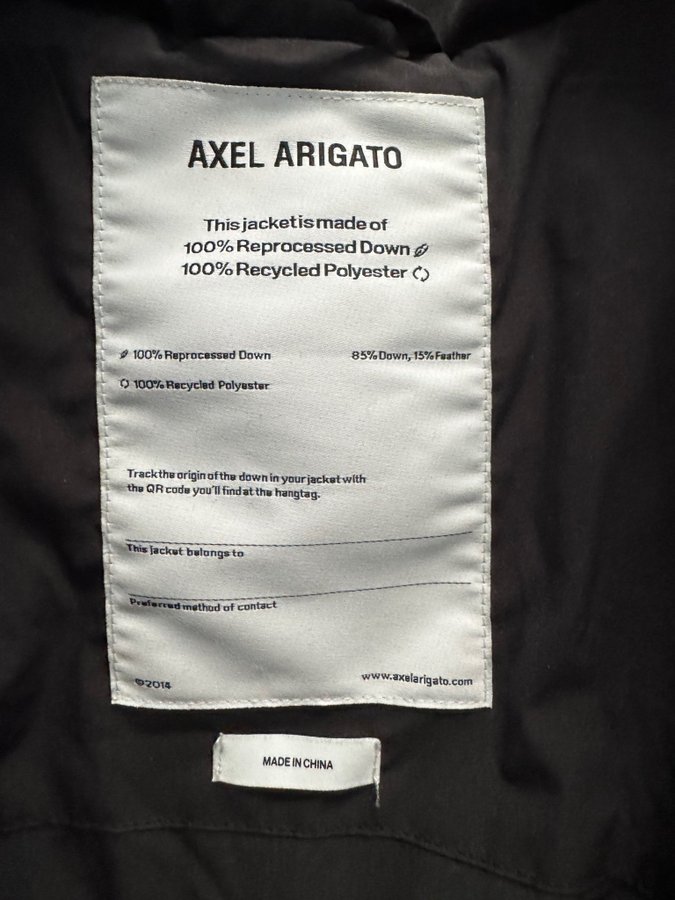 AXEL ARIGATO
This jacket is made of
100% Reprocessed Down
100% Recycled Polyester
100% Reprocessed Down 85% Down, 15% Feather
100% Recycled Polyester
Track the origin of the down in your jacket with
the QR code you'll find at the hangtag.
This jacket belongs to
Preferred method of contact
©2014 www.axelarigato.com
MADE IN CHINA